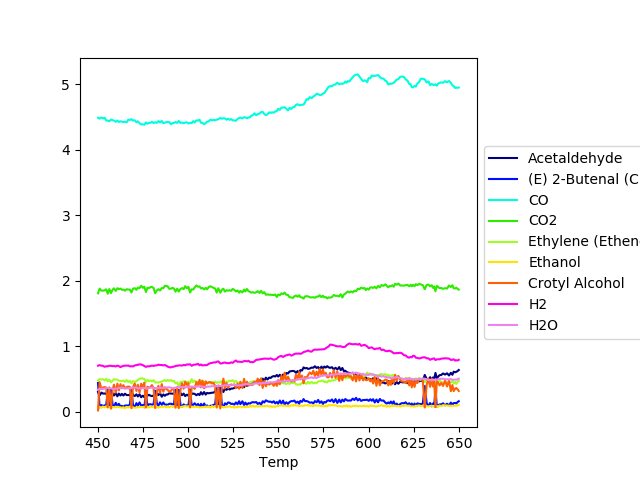 5
4
3
2
1
0
450
475
500
525
550
575
600
625
650
Temp
Acetaldehyde
(E) 2-Butenal (C
CO
CO2
Ethylene (Ethen
Ethanol
Crotyl Alcohol
H2
H2O